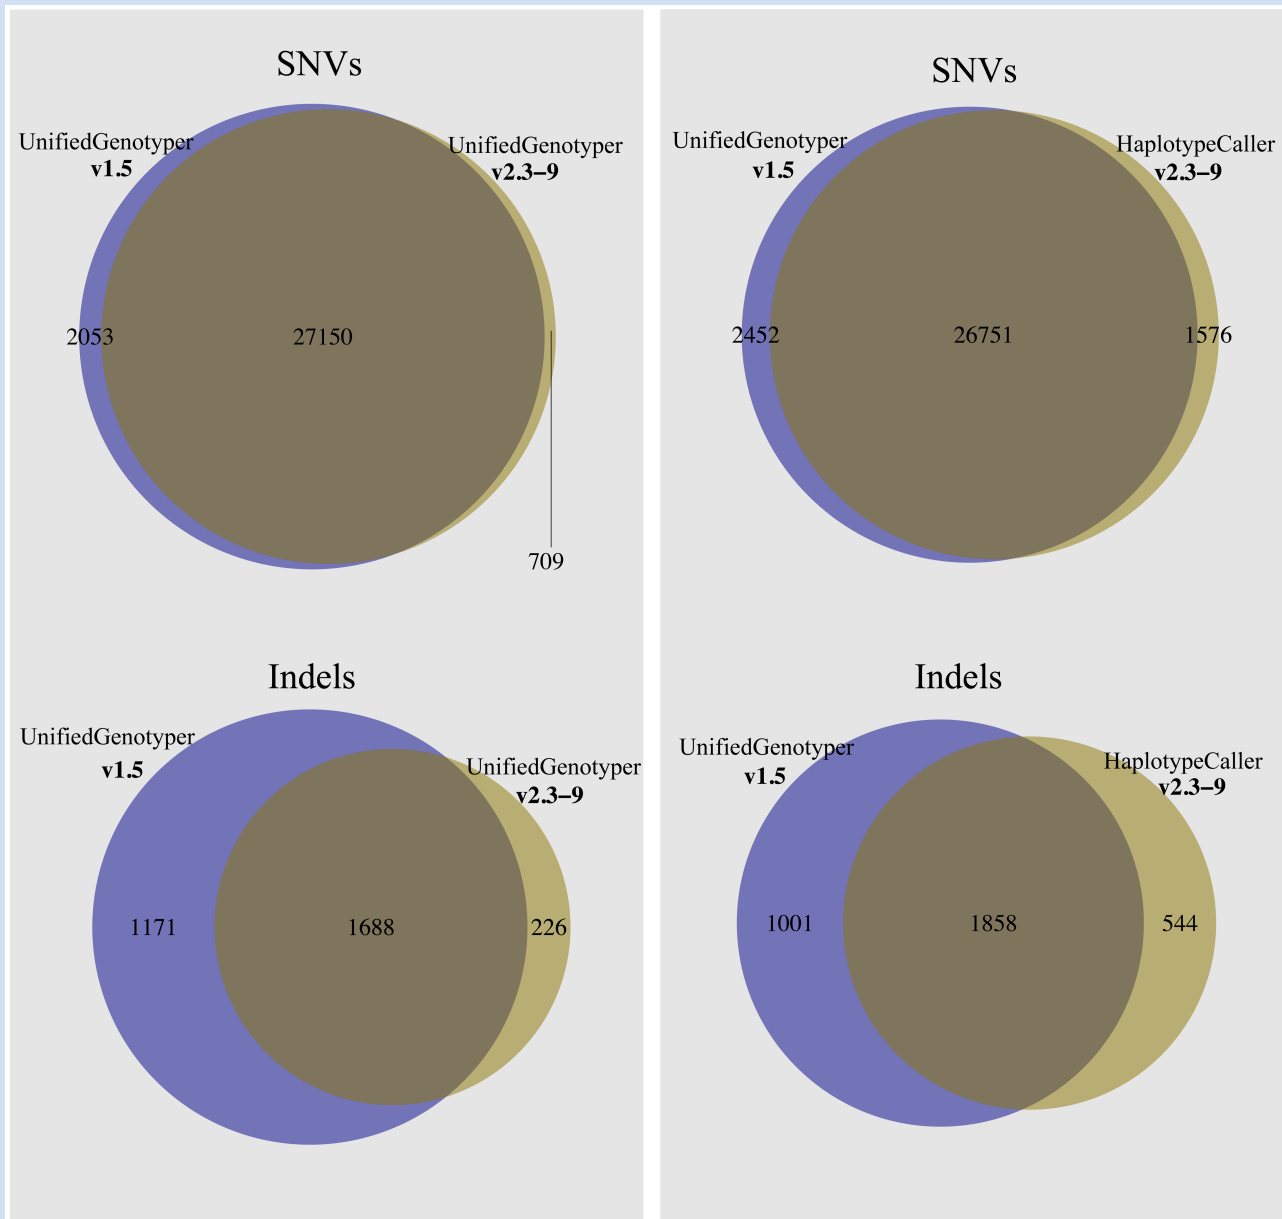 SNVs
UnifiedGenotyper
v1.5
UnifiedGenotyper
v2.3–9
2053
27150
709
Indels
UnifiedGenotyper
v1.5
UnifiedGenotyper
v2.3–9
1171
1688
226
SNVs
UnifiedGenotyper
v1.5
HaplotypeCaller
v2.3–9
2452
26751
1576
Indels
UnifiedGenotyper
v1.5
HaplotypeCaller
v2.3–9
1001
1858
544